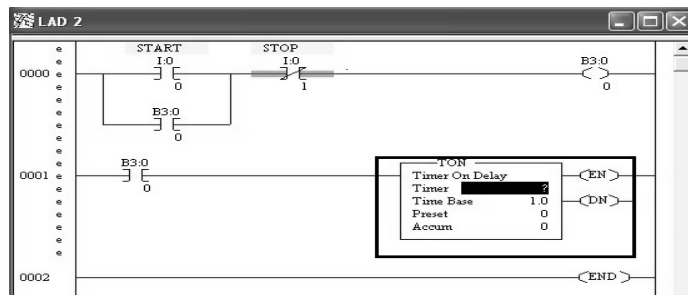 LAD 2
e
START STOP
e
I:0 I:0 B3:0
0000 e
0 1 0
e
e
e
B3:0
e
e
0
e
e
B3:0 TON
e
Timer On Delay EN
0001 e
0
Timer ?
e
Time Base 1.0 DN
e
Preset 0
e
Accum 0
e
e
e
0002 END